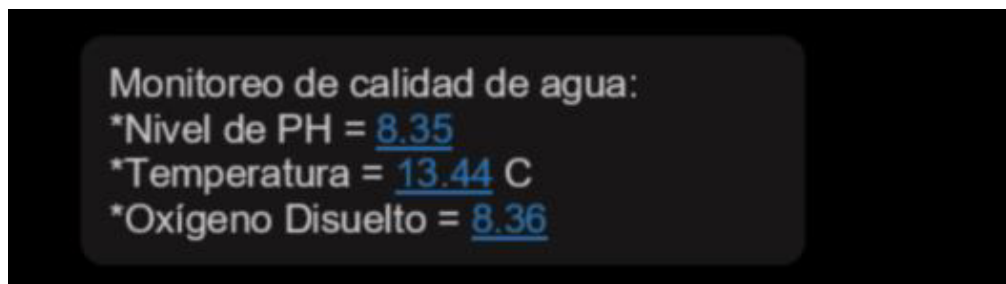 Monitoreo de calidad de agua:
*Nivel de PH = 8.35
*Temperatura = 13.44 C
*Oxígeno Disuelto = 8.36